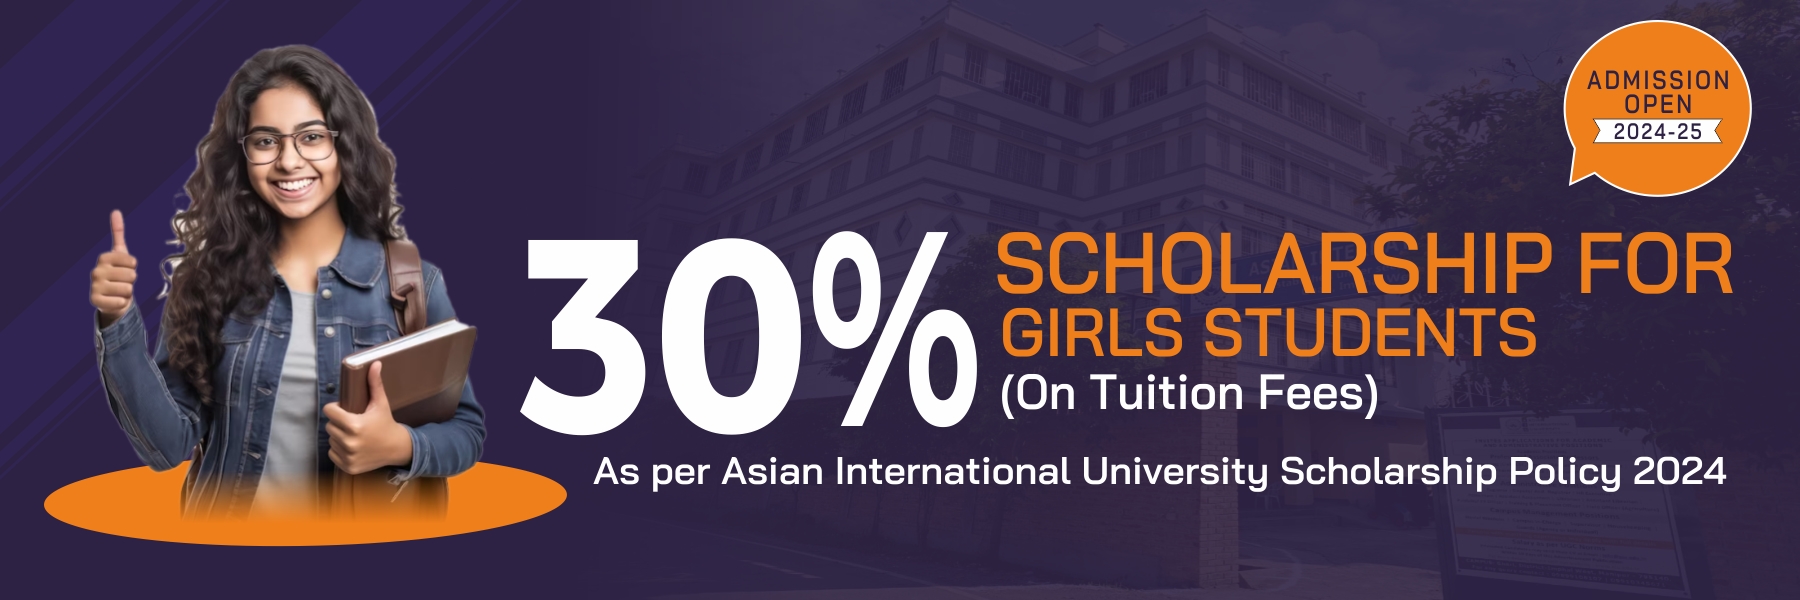 ADMISSION
OPEN
2024-25
30%
SCHOLARSHIP FOR
GIRLS STUDENTS
(On Tuition Fees)
As per Asian International University Scholarship Policy 2024